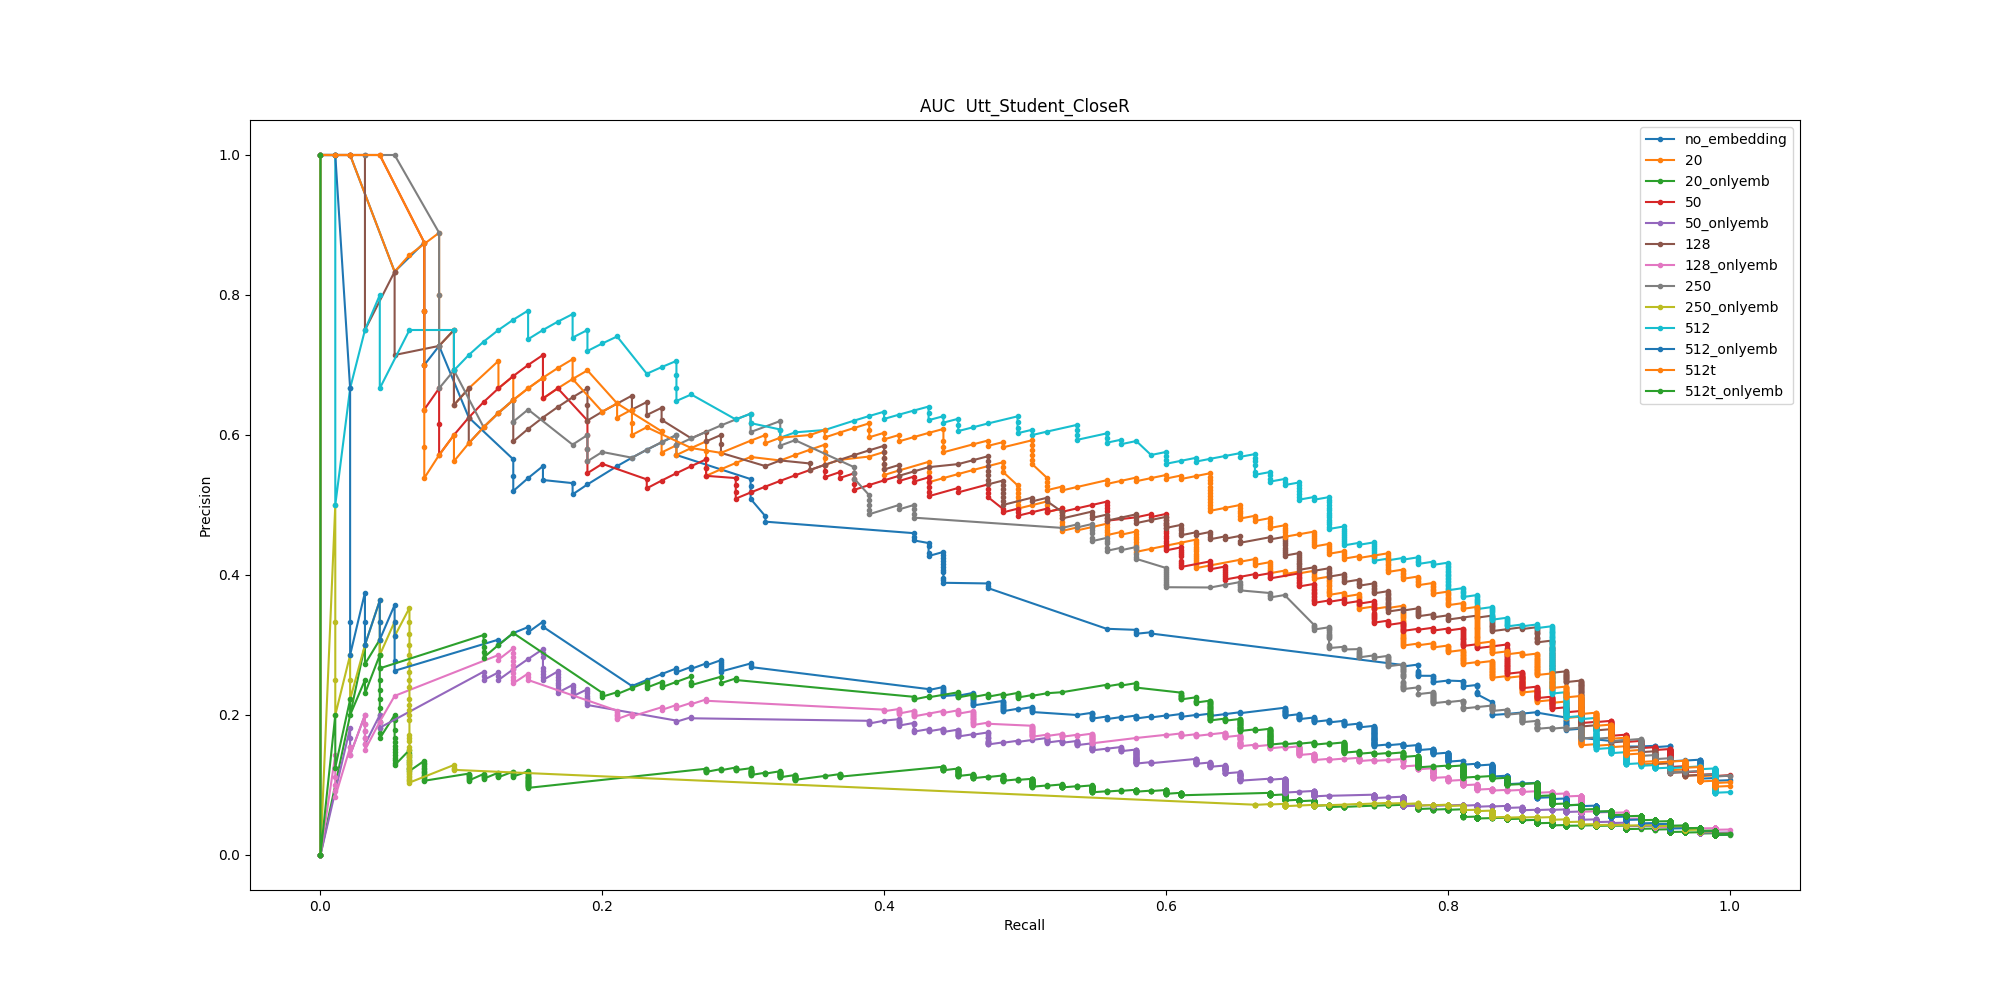 AUC  Utt_Student_CloseR
no_embedding
20
20_onlyemb
50
50_onlyemb
128
128_onlyemb
250
250_onlyemb
512
512_onlyemb
512t
512t_onlyemb
Precision
1.0
0.8
0.6
0.4
0.2
0.0
0.0 0.2 0.4 0.6 0.8 1.0
Recall